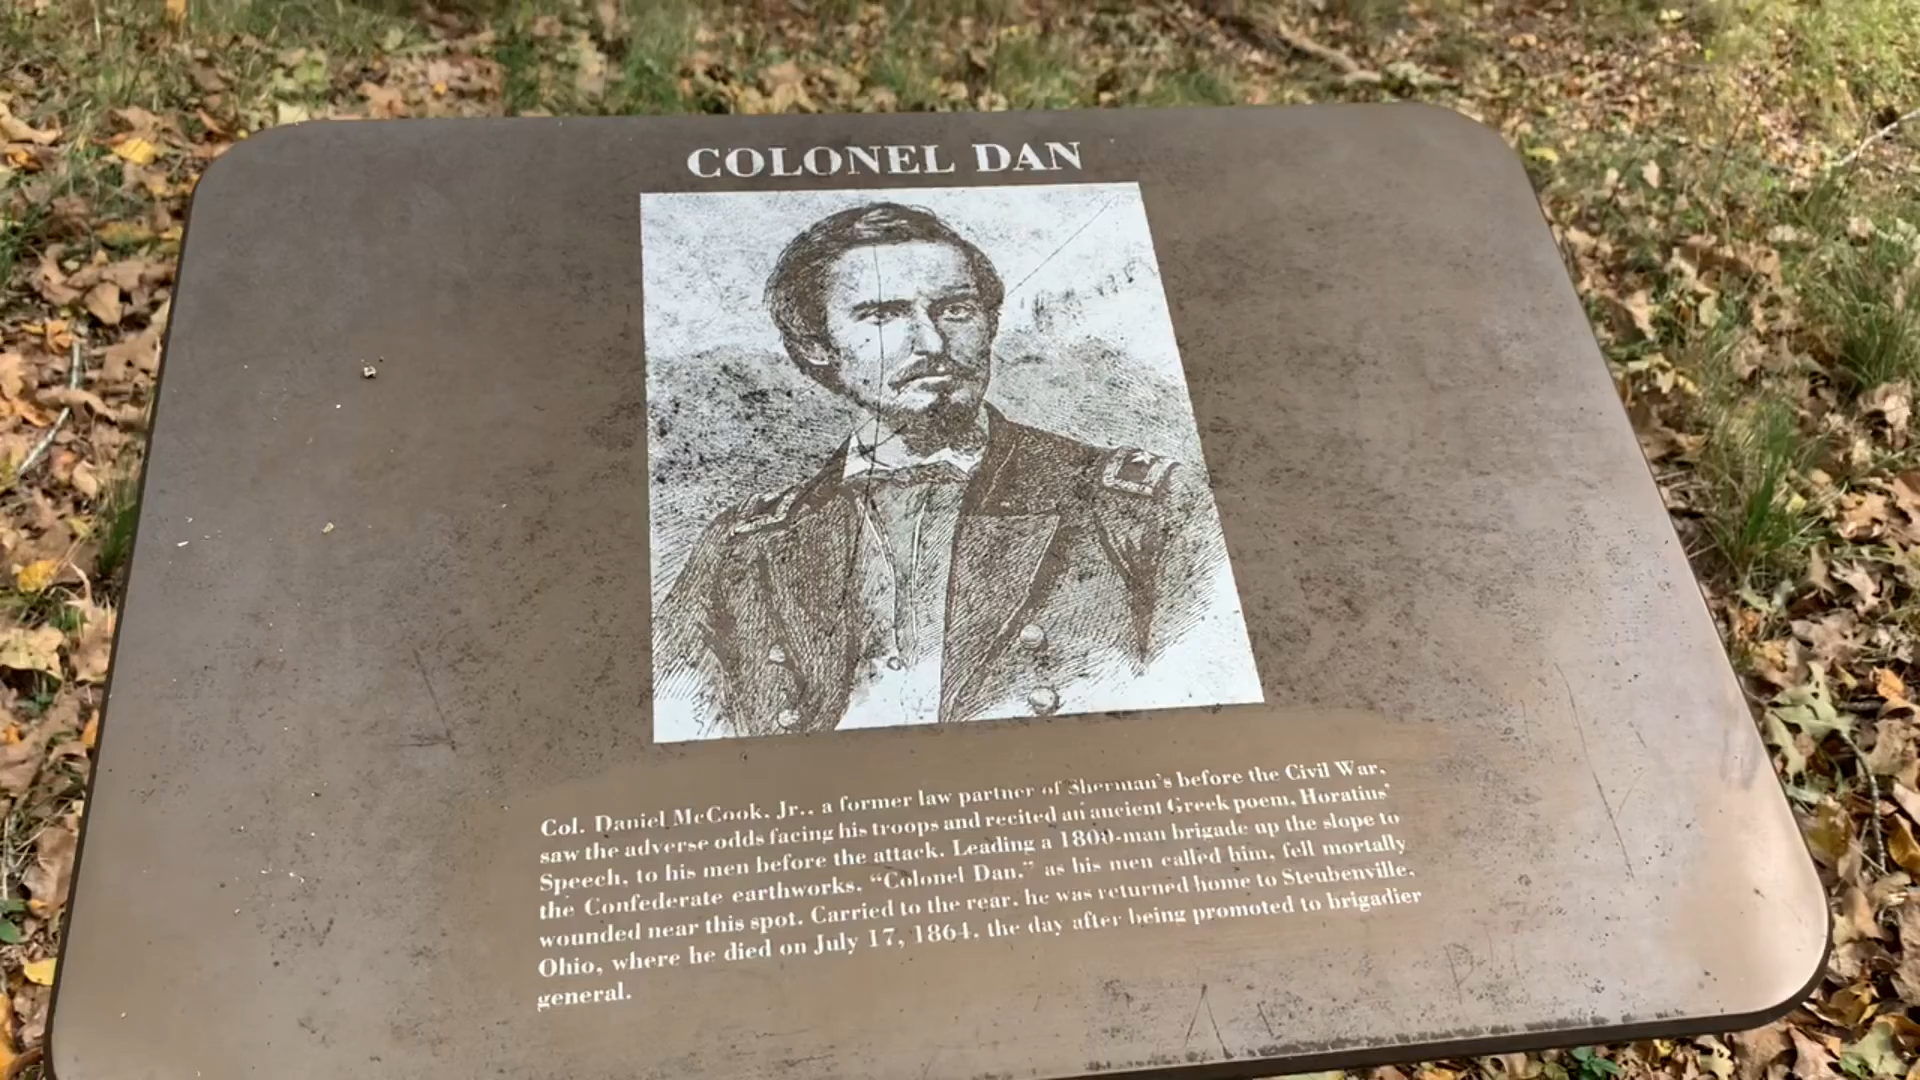 COLONEL DAN
Col. Daniel McCook, Jr., a former law partner of Sherman's before the Civil War,
saw the adverse odds facing his troops and recited an ancient Greek poem, Horatius'
Speech, to his men before the attack. Leading a 1800-man brigade up the slope to
the Confederate earthworks, "Colonel Dan," as his men called him, fell mortally
wounded near this spot. Carried to the rear, he was returned home to Steubenville,
Ohio, where he died on July 17, 1864, the day after being promoted to brigadier
general.